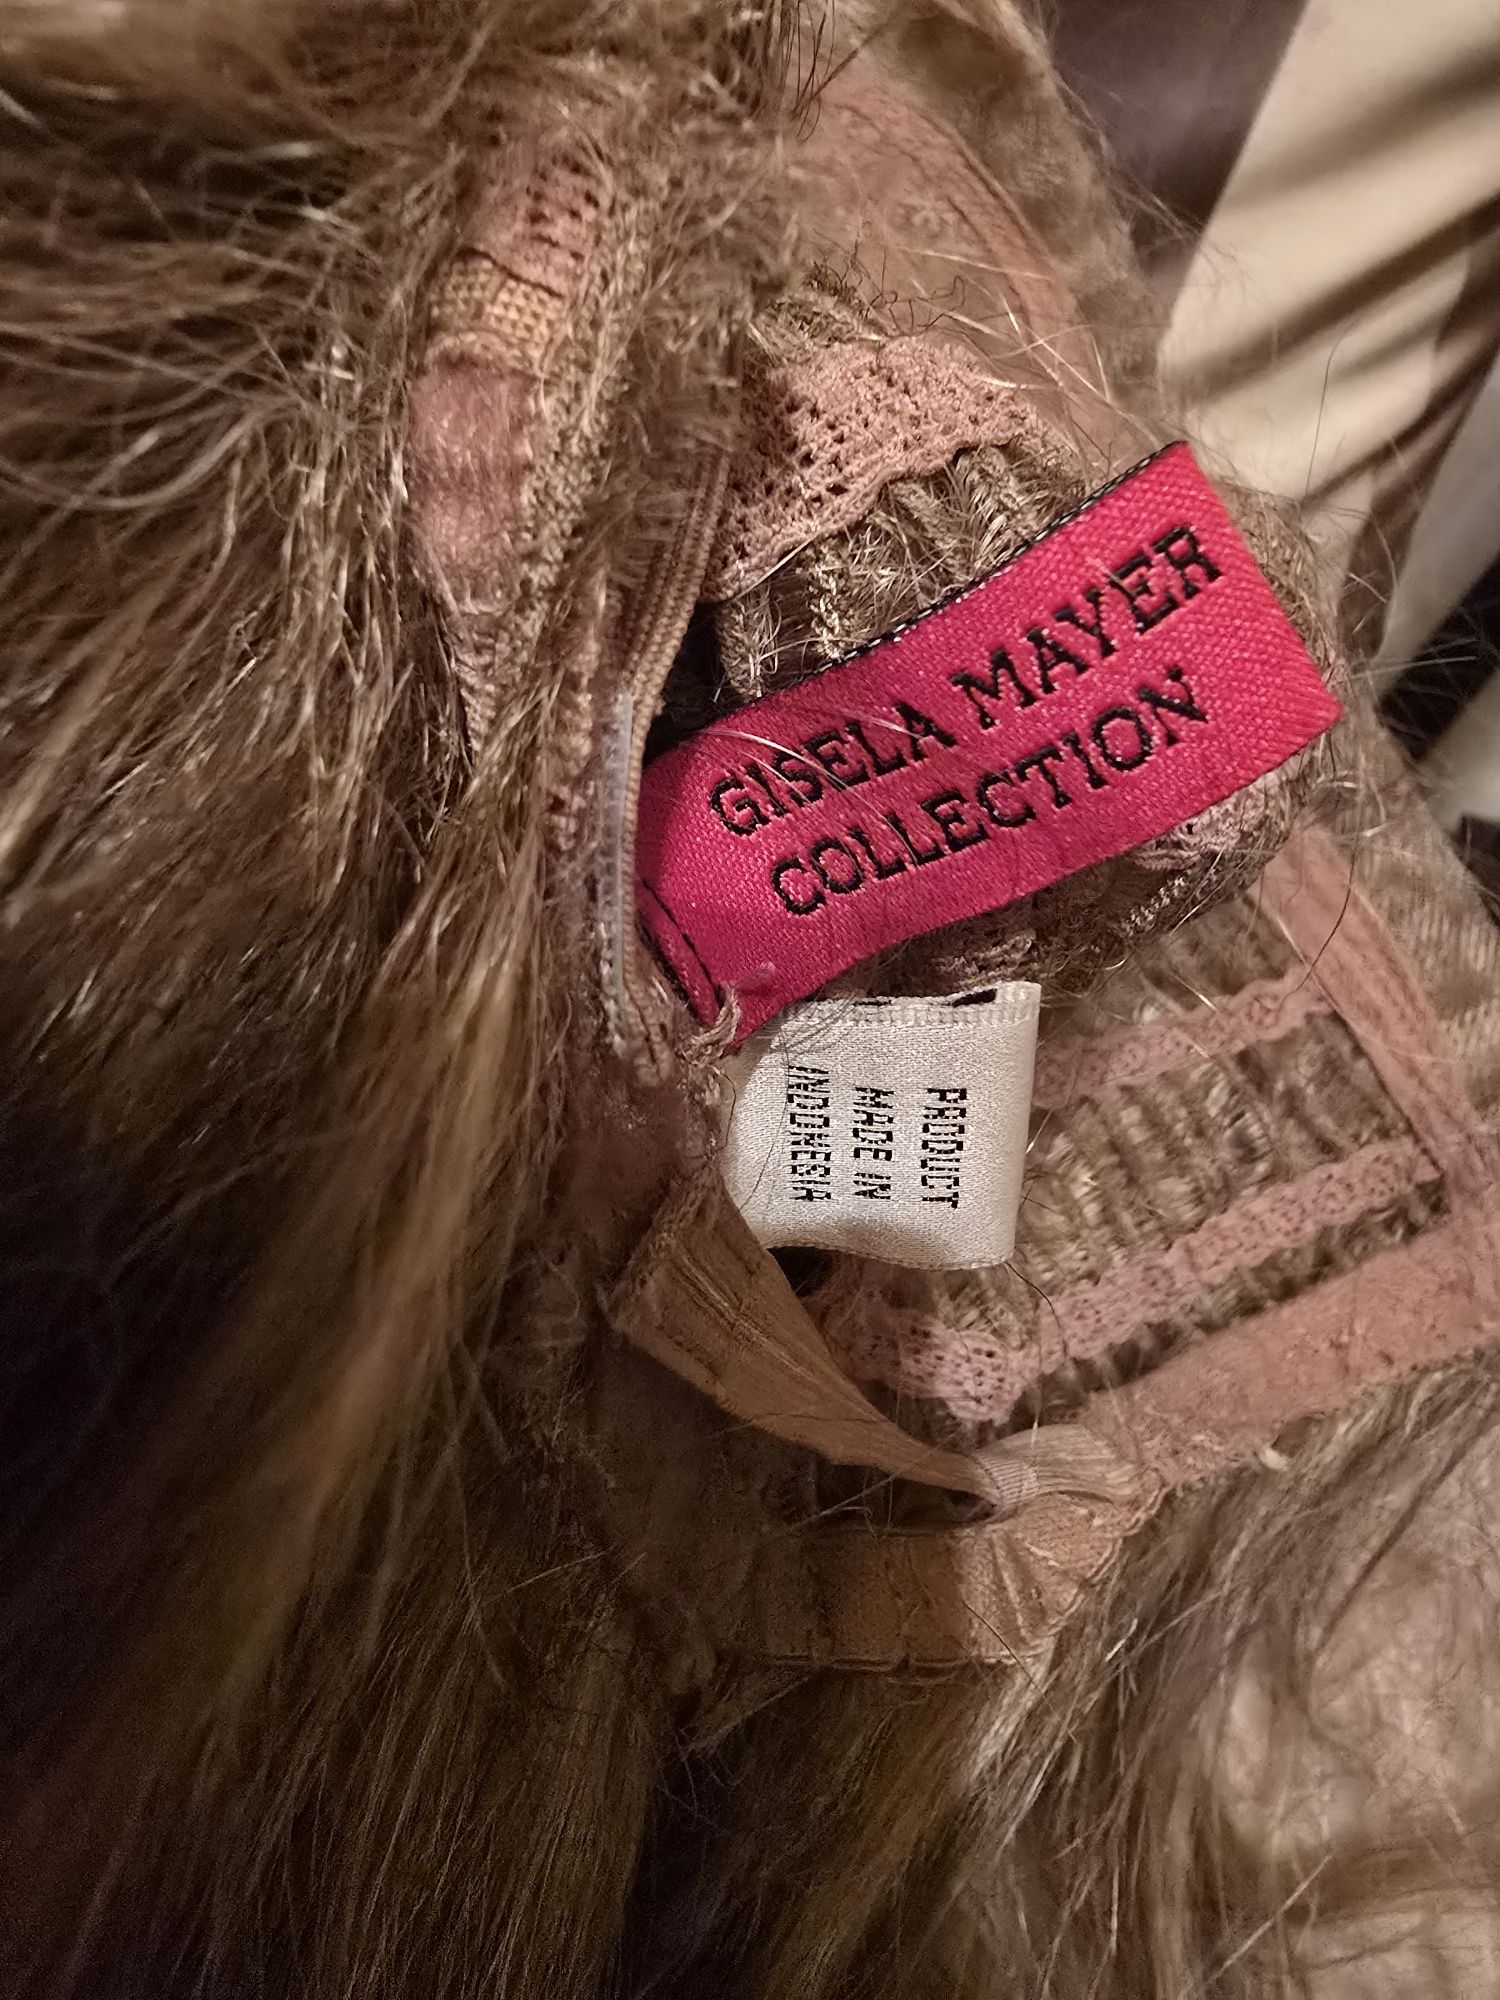 GISELA MAYER
COLLECTION
PRODUCT
MADE IN
INDONESIA